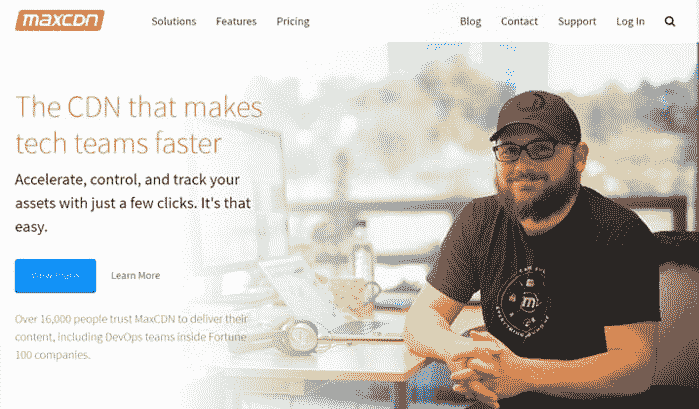 maxcdn
Solutions Features Pricing
Blog Contact Support Log In
The CDN that makes
tech teams faster
Accelerate, control, and track your
assets with just a few clicks. It's that
easy.
Learn More
Over 16,000 people trust MaxCDN to deliver their
content, including DevOps teams inside Fortune
100 companies.